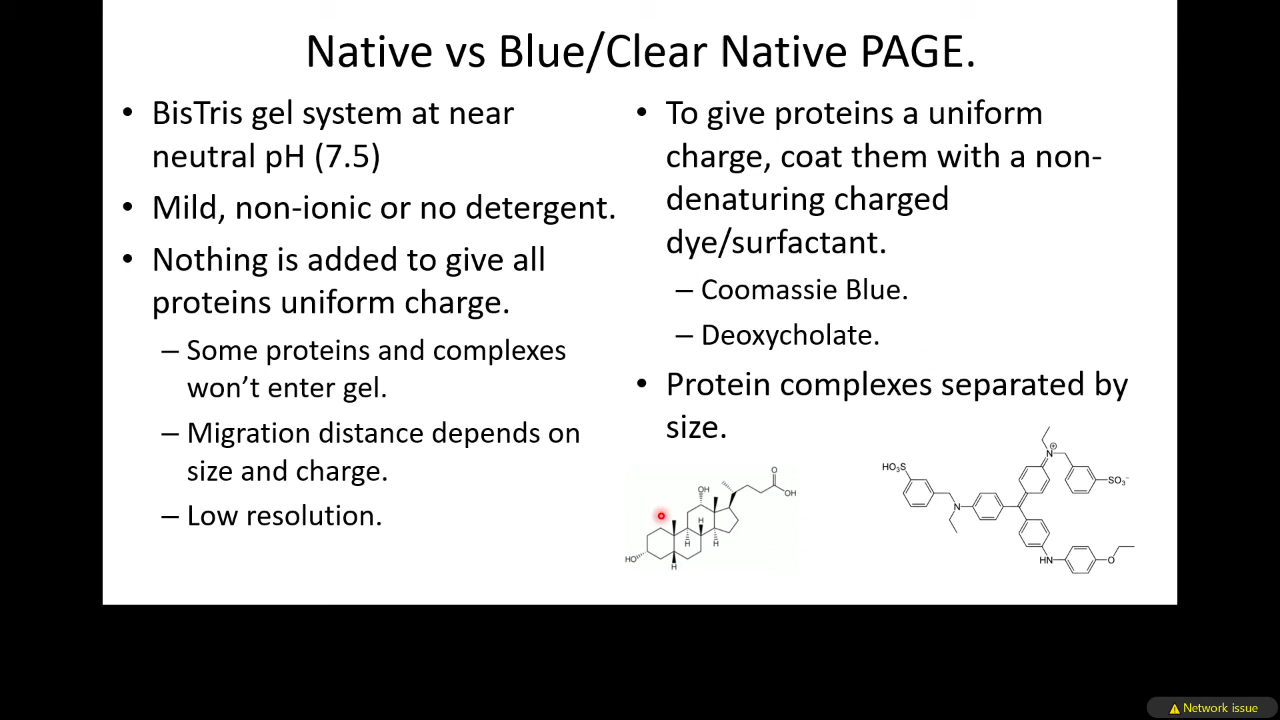 Native vs Blue/Clear Native PAGE.
• BisTris gel system at near
neutral pH (7.5)
• Mild, non-ionic or no detergent.
• Nothing is added to give all
proteins uniform charge.
– Some proteins and complexes
won’t enter gel.
– Migration distance depends on
size and charge.
– Low resolution.
• To give proteins a uniform
charge, coat them with a non-
denaturing charged
dye/surfactant.
– Coomassie Blue.
– Deoxycholate.
• Protein complexes separated by
size.
O
OH
OH
H
H
H
HO
H
HO₃S
N
N⊕
SO₃⁻
HN
O
Network issue